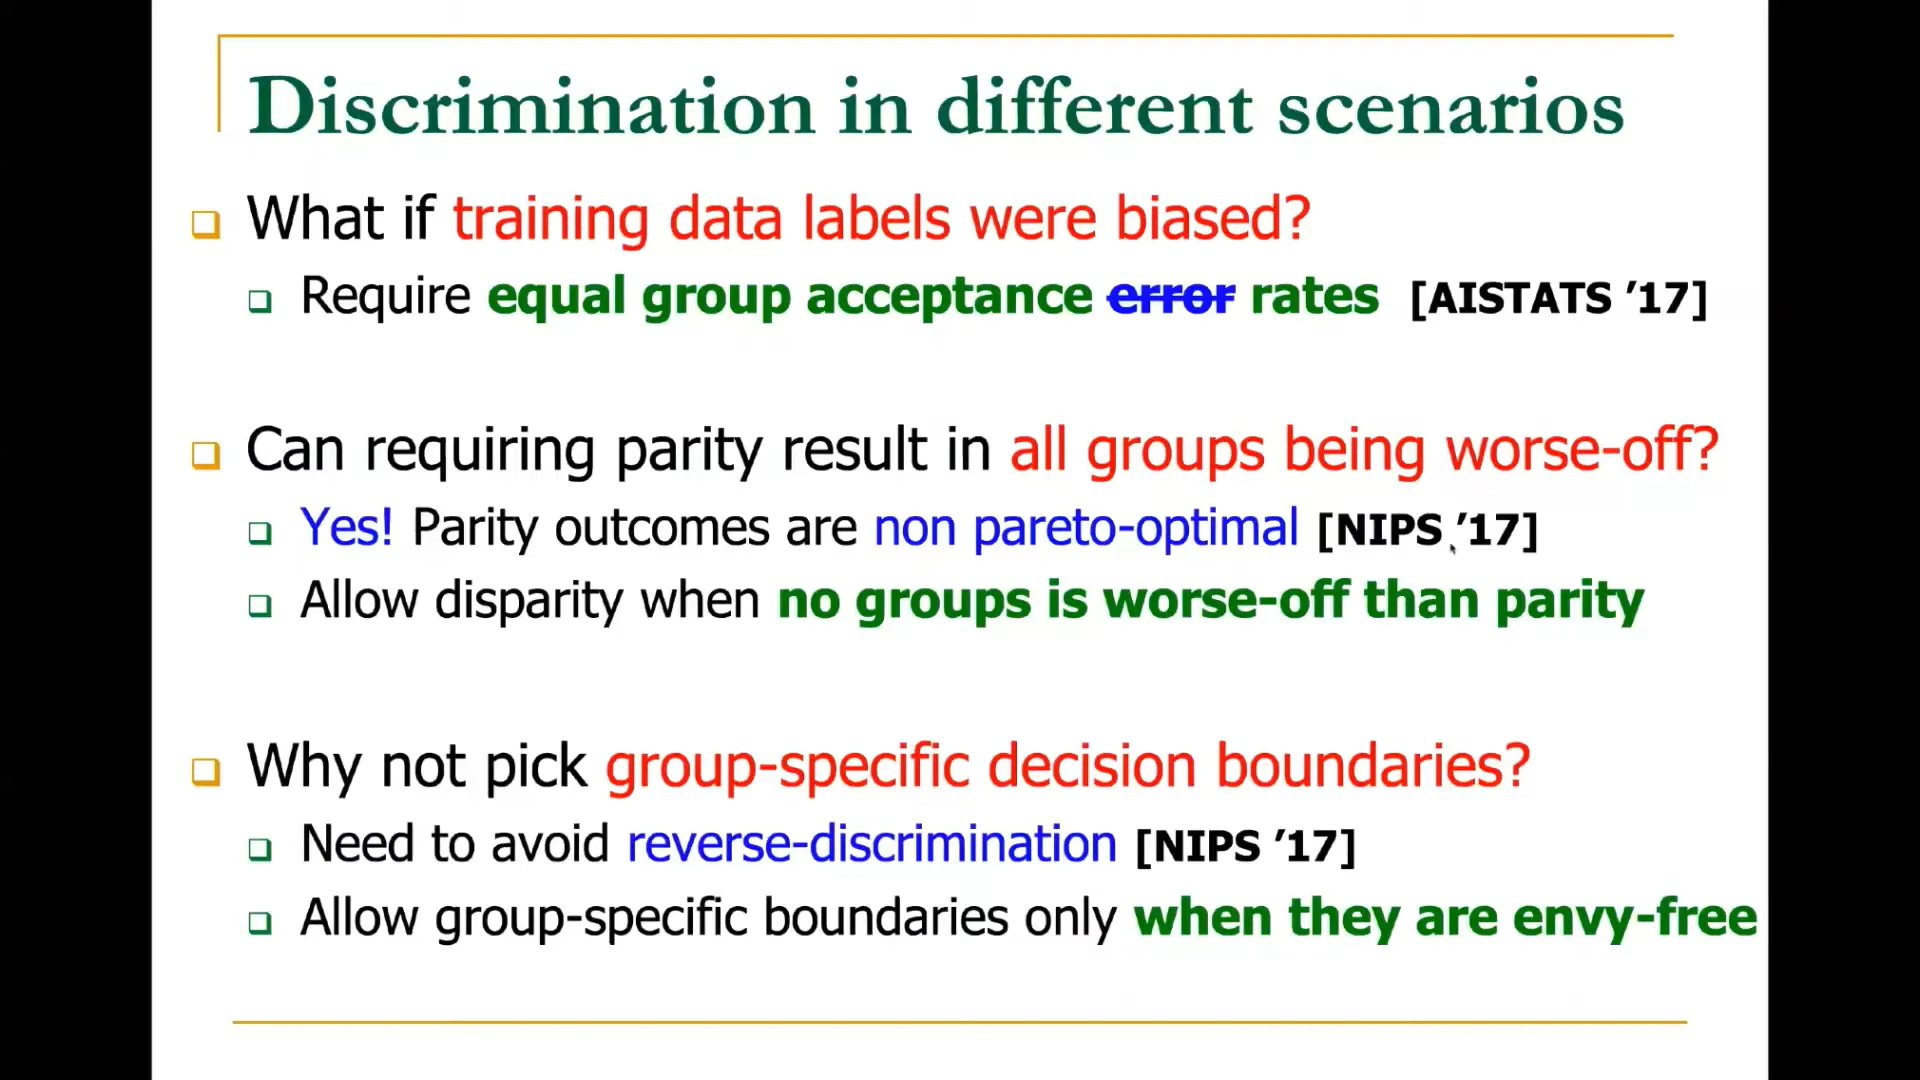 Discrimination in different scenarios
What if training data labels were biased?
Require equal group acceptance error rates [AISTATS ’17]
Can requiring parity result in all groups being worse-off?
Yes! Parity outcomes are non pareto-optimal [NIPS ’17]
Allow disparity when no groups is worse-off than parity
Why not pick group-specific decision boundaries?
Need to avoid reverse-discrimination [NIPS ’17]
Allow group-specific boundaries only when they are envy-free